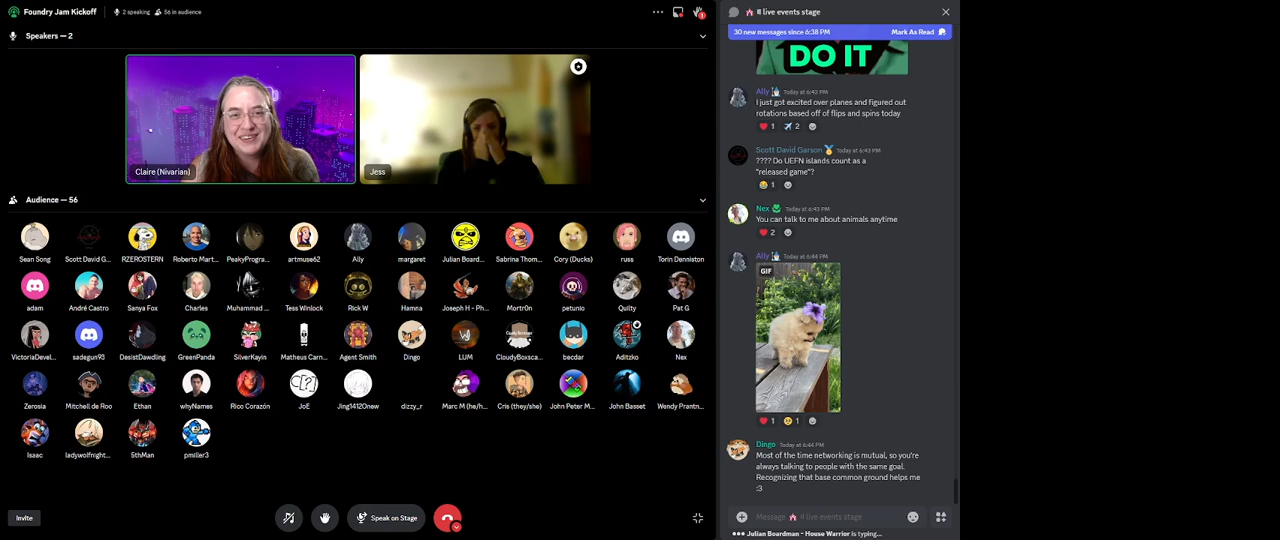 Foundry Jam Kickoff
2 speaking
56 in audience
1
Speakers — 2
Claire (Nivarian)
Jess
Audience — 56
Sean Song
Scott David G...
RZEROSTERN
Roberto Mart...
PeakyProgra...
artmuse62
Ally
margaret
Julian Board...
Sabrina Thom...
Cory (Ducks)
russ
Torin Denniston
adam
André Castro
Sanya Fox
Charles
Muhammad ...
Tess Winlock
Rick W
Hamna
Joseph H - Ph...
Mortr0n
petunio
Quilty
Pat G
VictoriaDevel...
sadegun93
DesistDawdling
GreenPanda
SilverKayin
Matheus Carn...
Agent Smith
Dingo
LUM
CloudyBoxsca...
becdar
Aditzko
Nex
Zerosia
Mitchell de Roo
Ethan
whyNames
Rico Corazón
JoE
Jing1412Onew
dizzy_r
Marc M (he/h...
Cris (they/she)
John Peter M...
John Basset
Wendy Prantn...
Isaac
ladywolfnight...
5thMan
pmiller3
Invite
Speak on Stage
live events stage
30 new messages since 6:38 PM
Mark As Read
DO IT
Ally Today at 6:43 PM
I just got excited over planes and figured out
rotations based off of flips and spins today
1 2
Scott David Garson Today at 6:43 PM
???? Do UEFN islands count as a
"released game"?
1
Nex Today at 6:43 PM
You can talk to me about animals anytime
2
Ally Today at 6:44 PM
GIF
1 1
Dingo Today at 6:44 PM
Most of the time networking is mutual, so you're
always talking to people with the same goal.
Recognizing that base common ground helps me
:3
Message live events stage
Julian Boardman - House Warrior is typing...